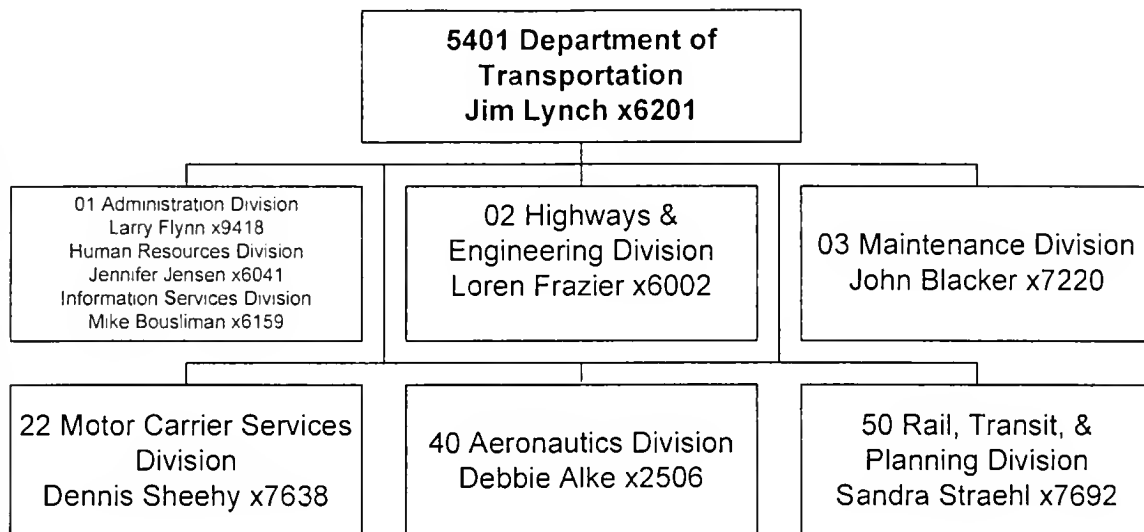 5401 Department of
Transportation
Jim Lynch x6201
01 Administration Division
Larry Flynn x9418
Human Resources Division
Jennifer Jensen x6041
Information Services Division
Mike Bousliman x6159
02 Highways &
Engineering Division
Loren Frazier x6002
03 Maintenance Division
John Blacker x7220
22 Motor Carrier Services
Division
Dennis Sheehy x7638
40 Aeronautics Division
Debbie Alke x2506
50 Rail, Transit, &
Planning Division
Sandra Straehl x7692